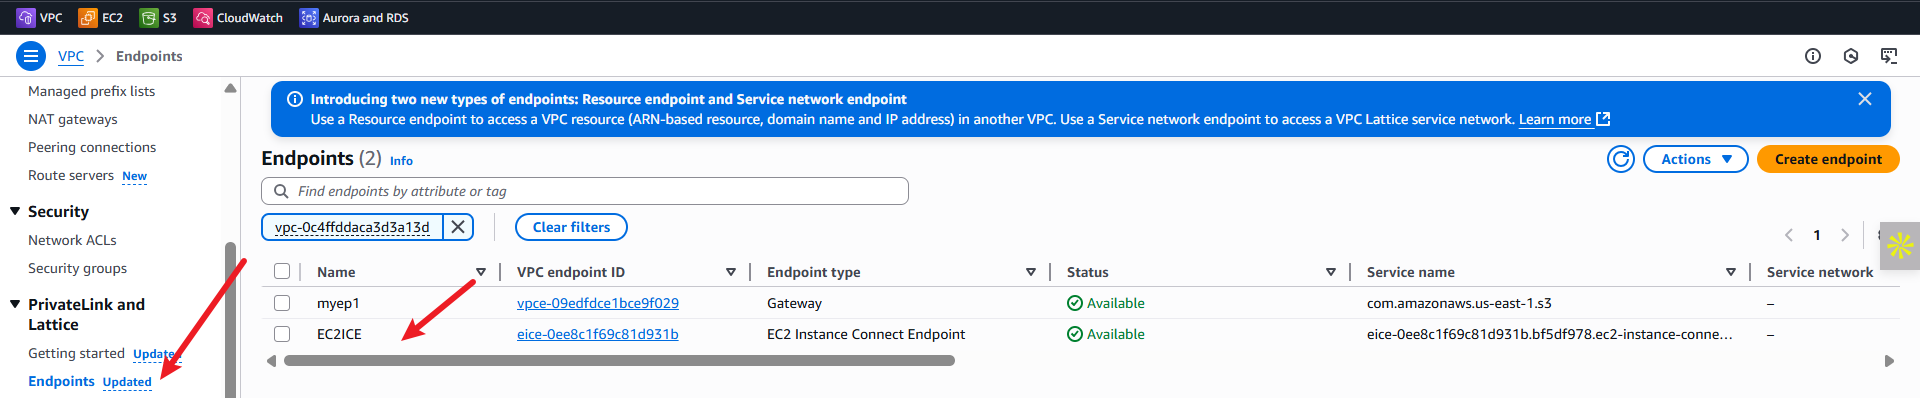 VPC EC2 S3 CloudWatch Aurora and RDS
VPC > Endpoints
Managed prefix lists
NAT gateways
Peering connections
Route servers New
Security
Network ACLs
Security groups
PrivateLink and
Lattice
Getting started Updated
Endpoints Updated
Introducing two new types of endpoints: Resource endpoint and Service network endpoint
Use a Resource endpoint to access a VPC resource (ARN-based resource, domain name and IP address) in another VPC. Use a Service network endpoint to access a VPC Lattice service network. Learn more
Endpoints (2) Info
Actions
Create endpoint
Find endpoints by attribute or tag
vpc-0c4ffddaca3d3a13d
Clear filters
1
Name VPC endpoint ID Endpoint type Status Service name Service network
myep1 vpce-09edfdce1bce9f029 Gateway Available com.amazonaws.us-east-1.s3 –
EC2ICE eice-0ee8c1f69c81d931b EC2 Instance Connect Endpoint Available eice-0ee8c1f69c81d931b.bf5df978.ec2-instance-conne... –